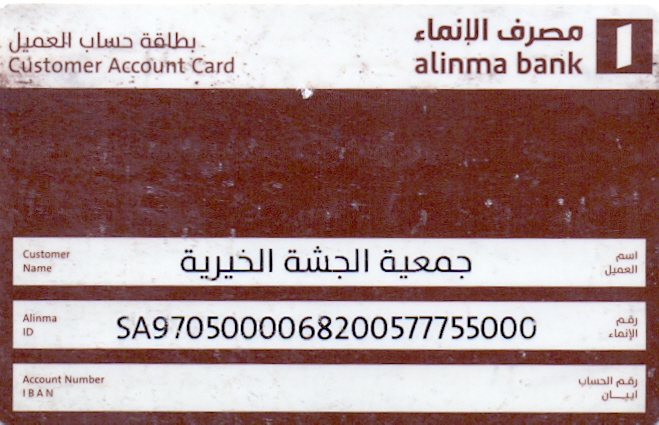 بطاقة حساب العميل
Customer Account Card
مصرف الإنماء
alinma bank
Customer Name
جمعية الجشة الخيرية
اسم العميل
Alinma ID
SA9705000068200577755000
رقم الإنماء
Account Number
IBAN
رقم الحساب
ايبــــان